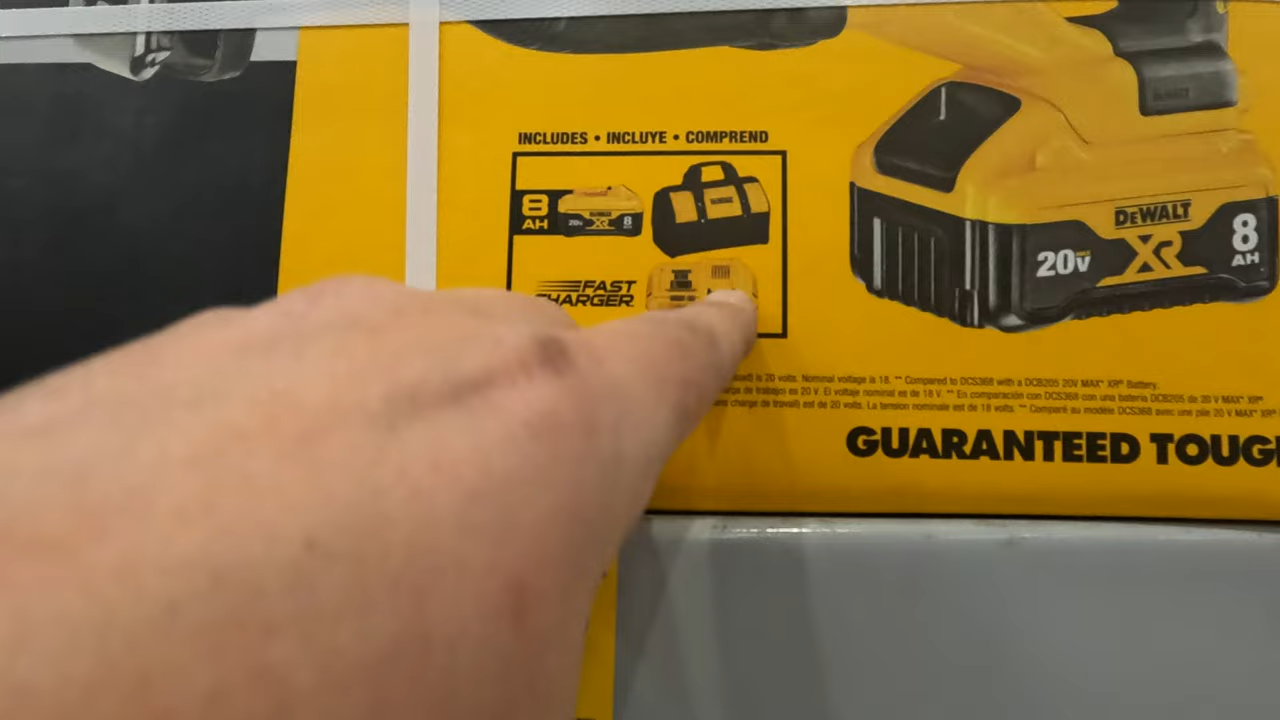 INCLUDES • INCLUYE • COMPREND
8
AH
DEWALT
20V
XR
8
FAST
CHARGER
DEWALT
XR
20V MAX
8
AH
is 20 volts. Nominal voltage is 18. ** Compared to DCS368 with a DCB205 20V MAX* XR® Battery.
de trabajo) es 20 V. El voltaje nominal es de 18 V. ** En comparación con DCS368 con una batería DCB205 de 20 V MAX* XR®
charge de travail) est de 20 volts. La tension nominale est de 18 volts. ** Comparé au modèle DCS368 avec une pile 20 V MAX* XR®
GUARANTEED TOUG